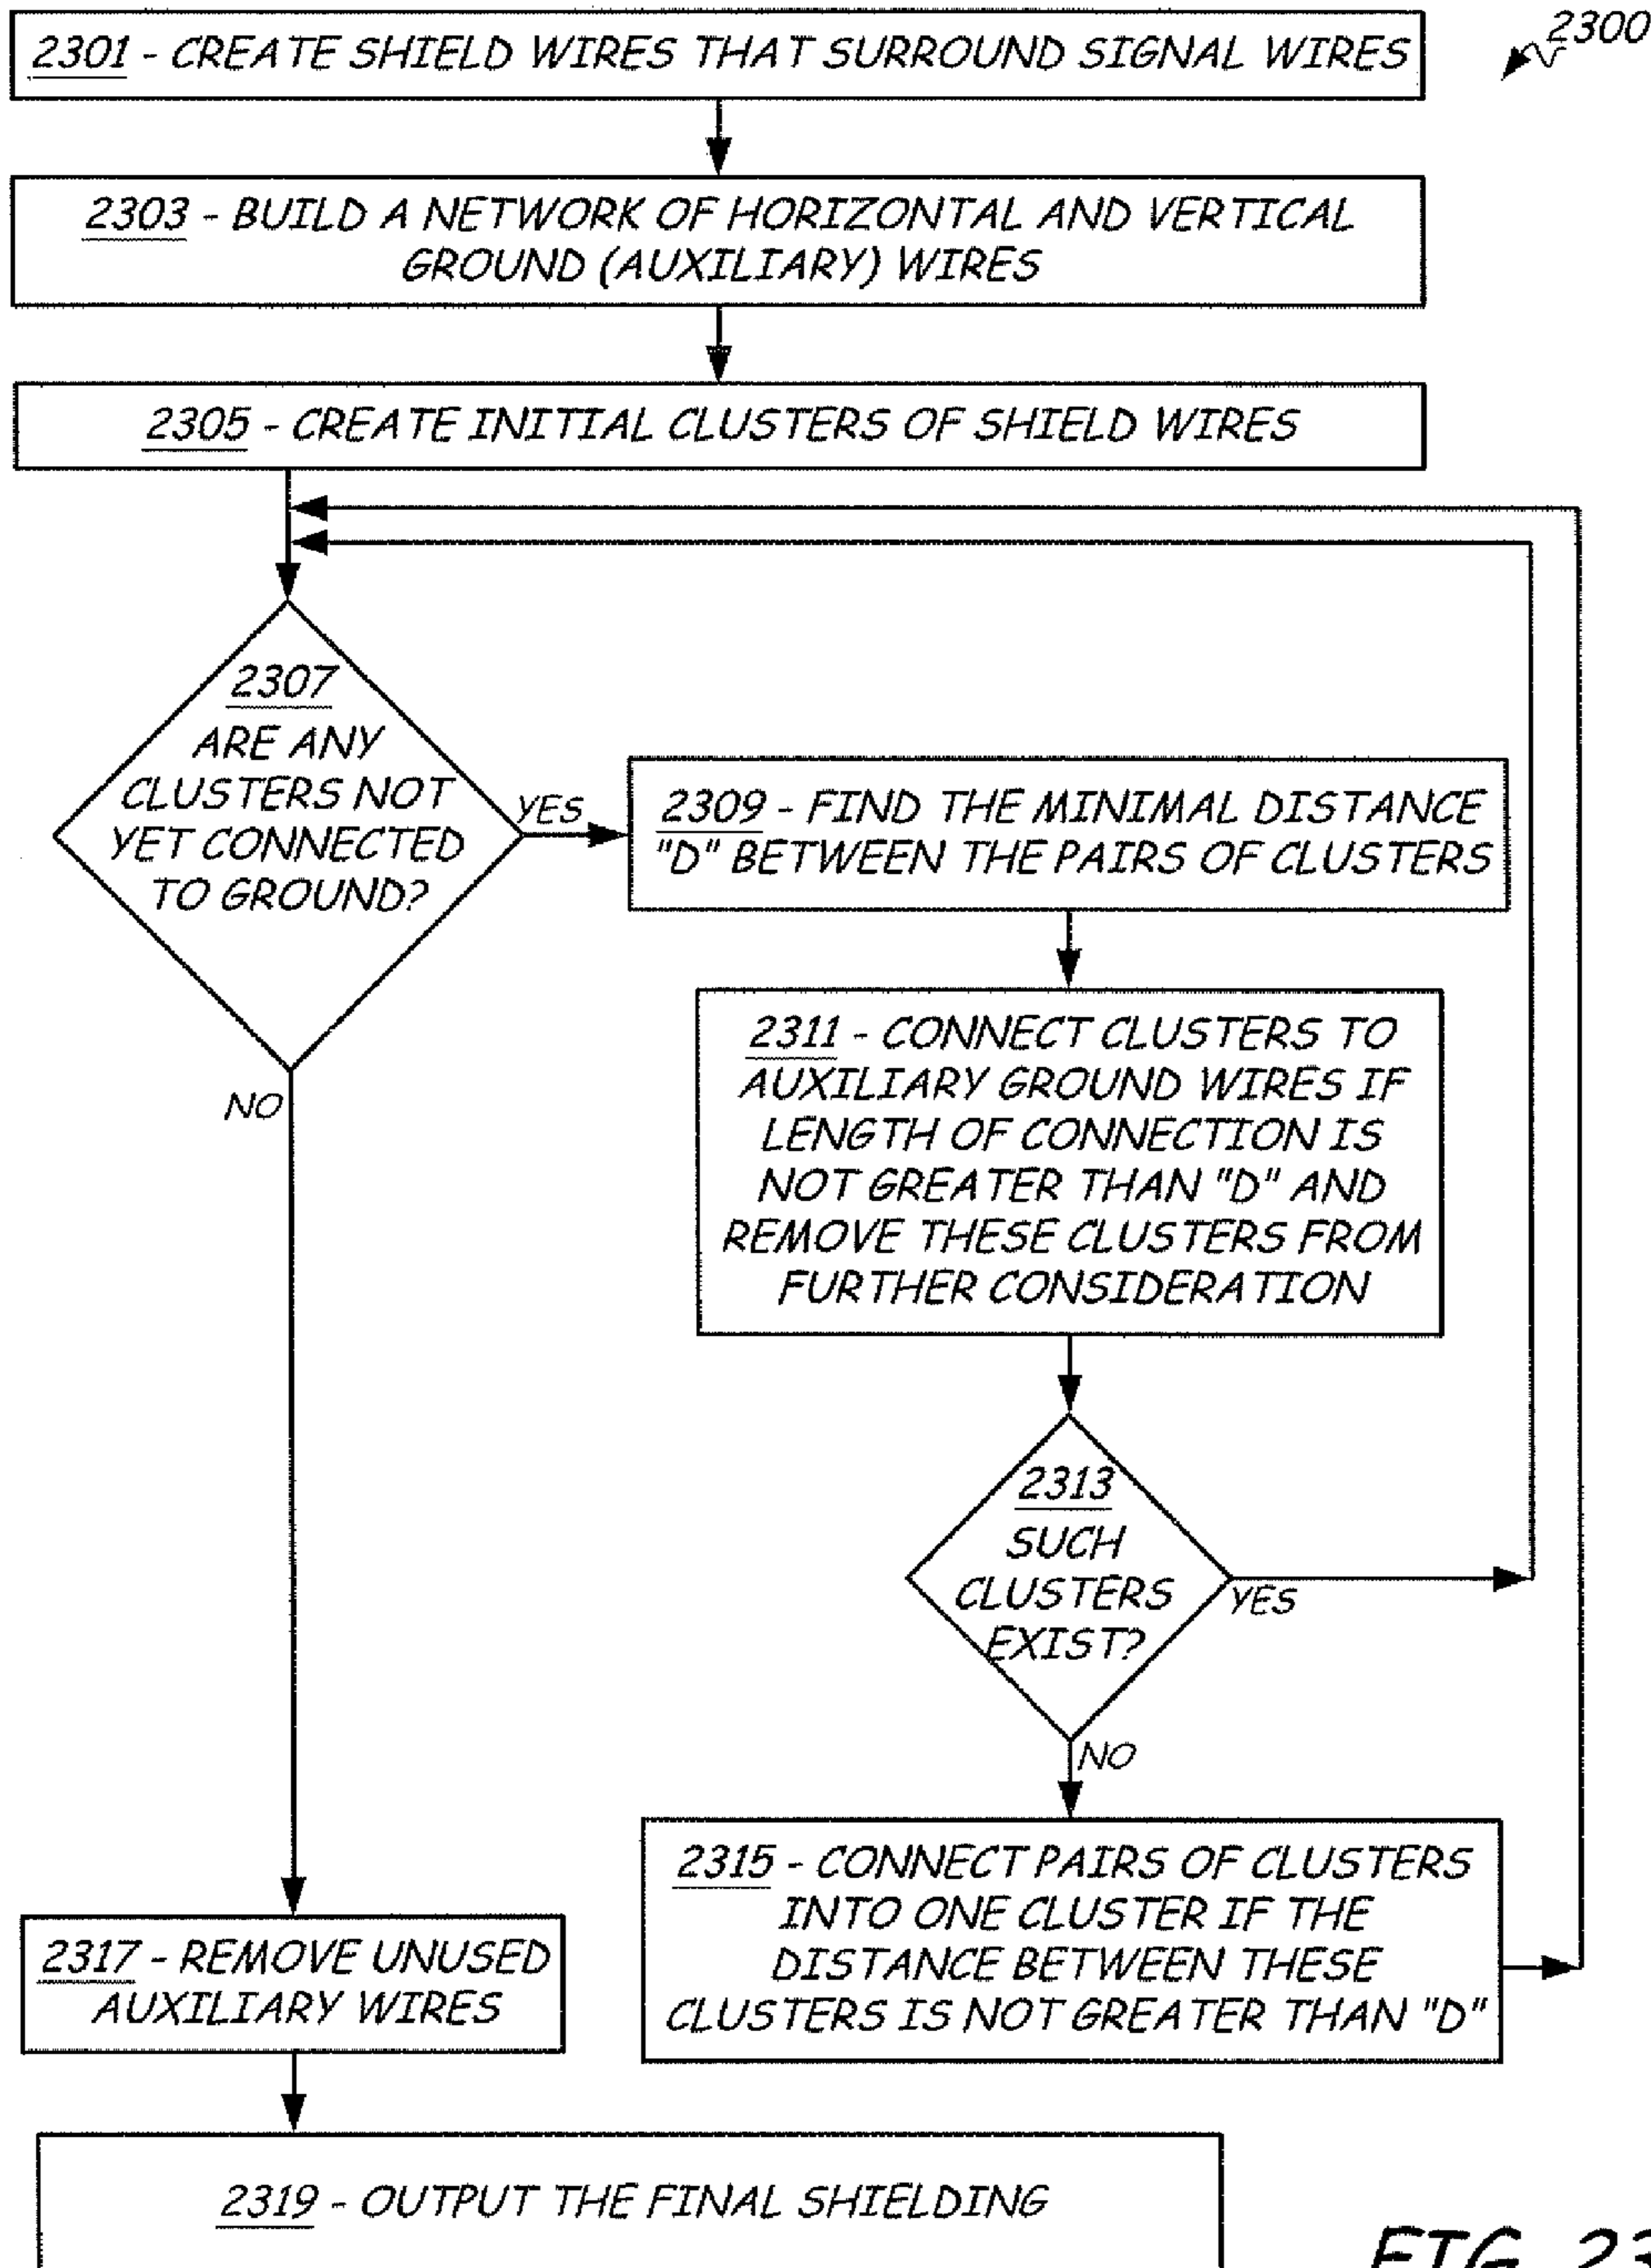 2300
2301 - CREATE SHIELD WIRES THAT SURROUND SIGNAL WIRES
2303 - BUILD A NETWORK OF HORIZONTAL AND VERTICAL
GROUND (AUXILIARY) WIRES
2305 - CREATE INITIAL CLUSTERS OF SHIELD WIRES
2307
ARE ANY
CLUSTERS NOT
YET CONNECTED
TO GROUND?
YES
NO
2309 - FIND THE MINIMAL DISTANCE
"D" BETWEEN THE PAIRS OF CLUSTERS
2311 - CONNECT CLUSTERS TO
AUXILIARY GROUND WIRES IF
LENGTH OF CONNECTION IS
NOT GREATER THAN "D" AND
REMOVE THESE CLUSTERS FROM
FURTHER CONSIDERATION
2313
SUCH
CLUSTERS
EXIST?
YES
NO
2315 - CONNECT PAIRS OF CLUSTERS
INTO ONE CLUSTER IF THE
DISTANCE BETWEEN THESE
CLUSTERS IS NOT GREATER THAN "D"
2317 - REMOVE UNUSED
AUXILIARY WIRES
2319 - OUTPUT THE FINAL SHIELDING
FIG. 23